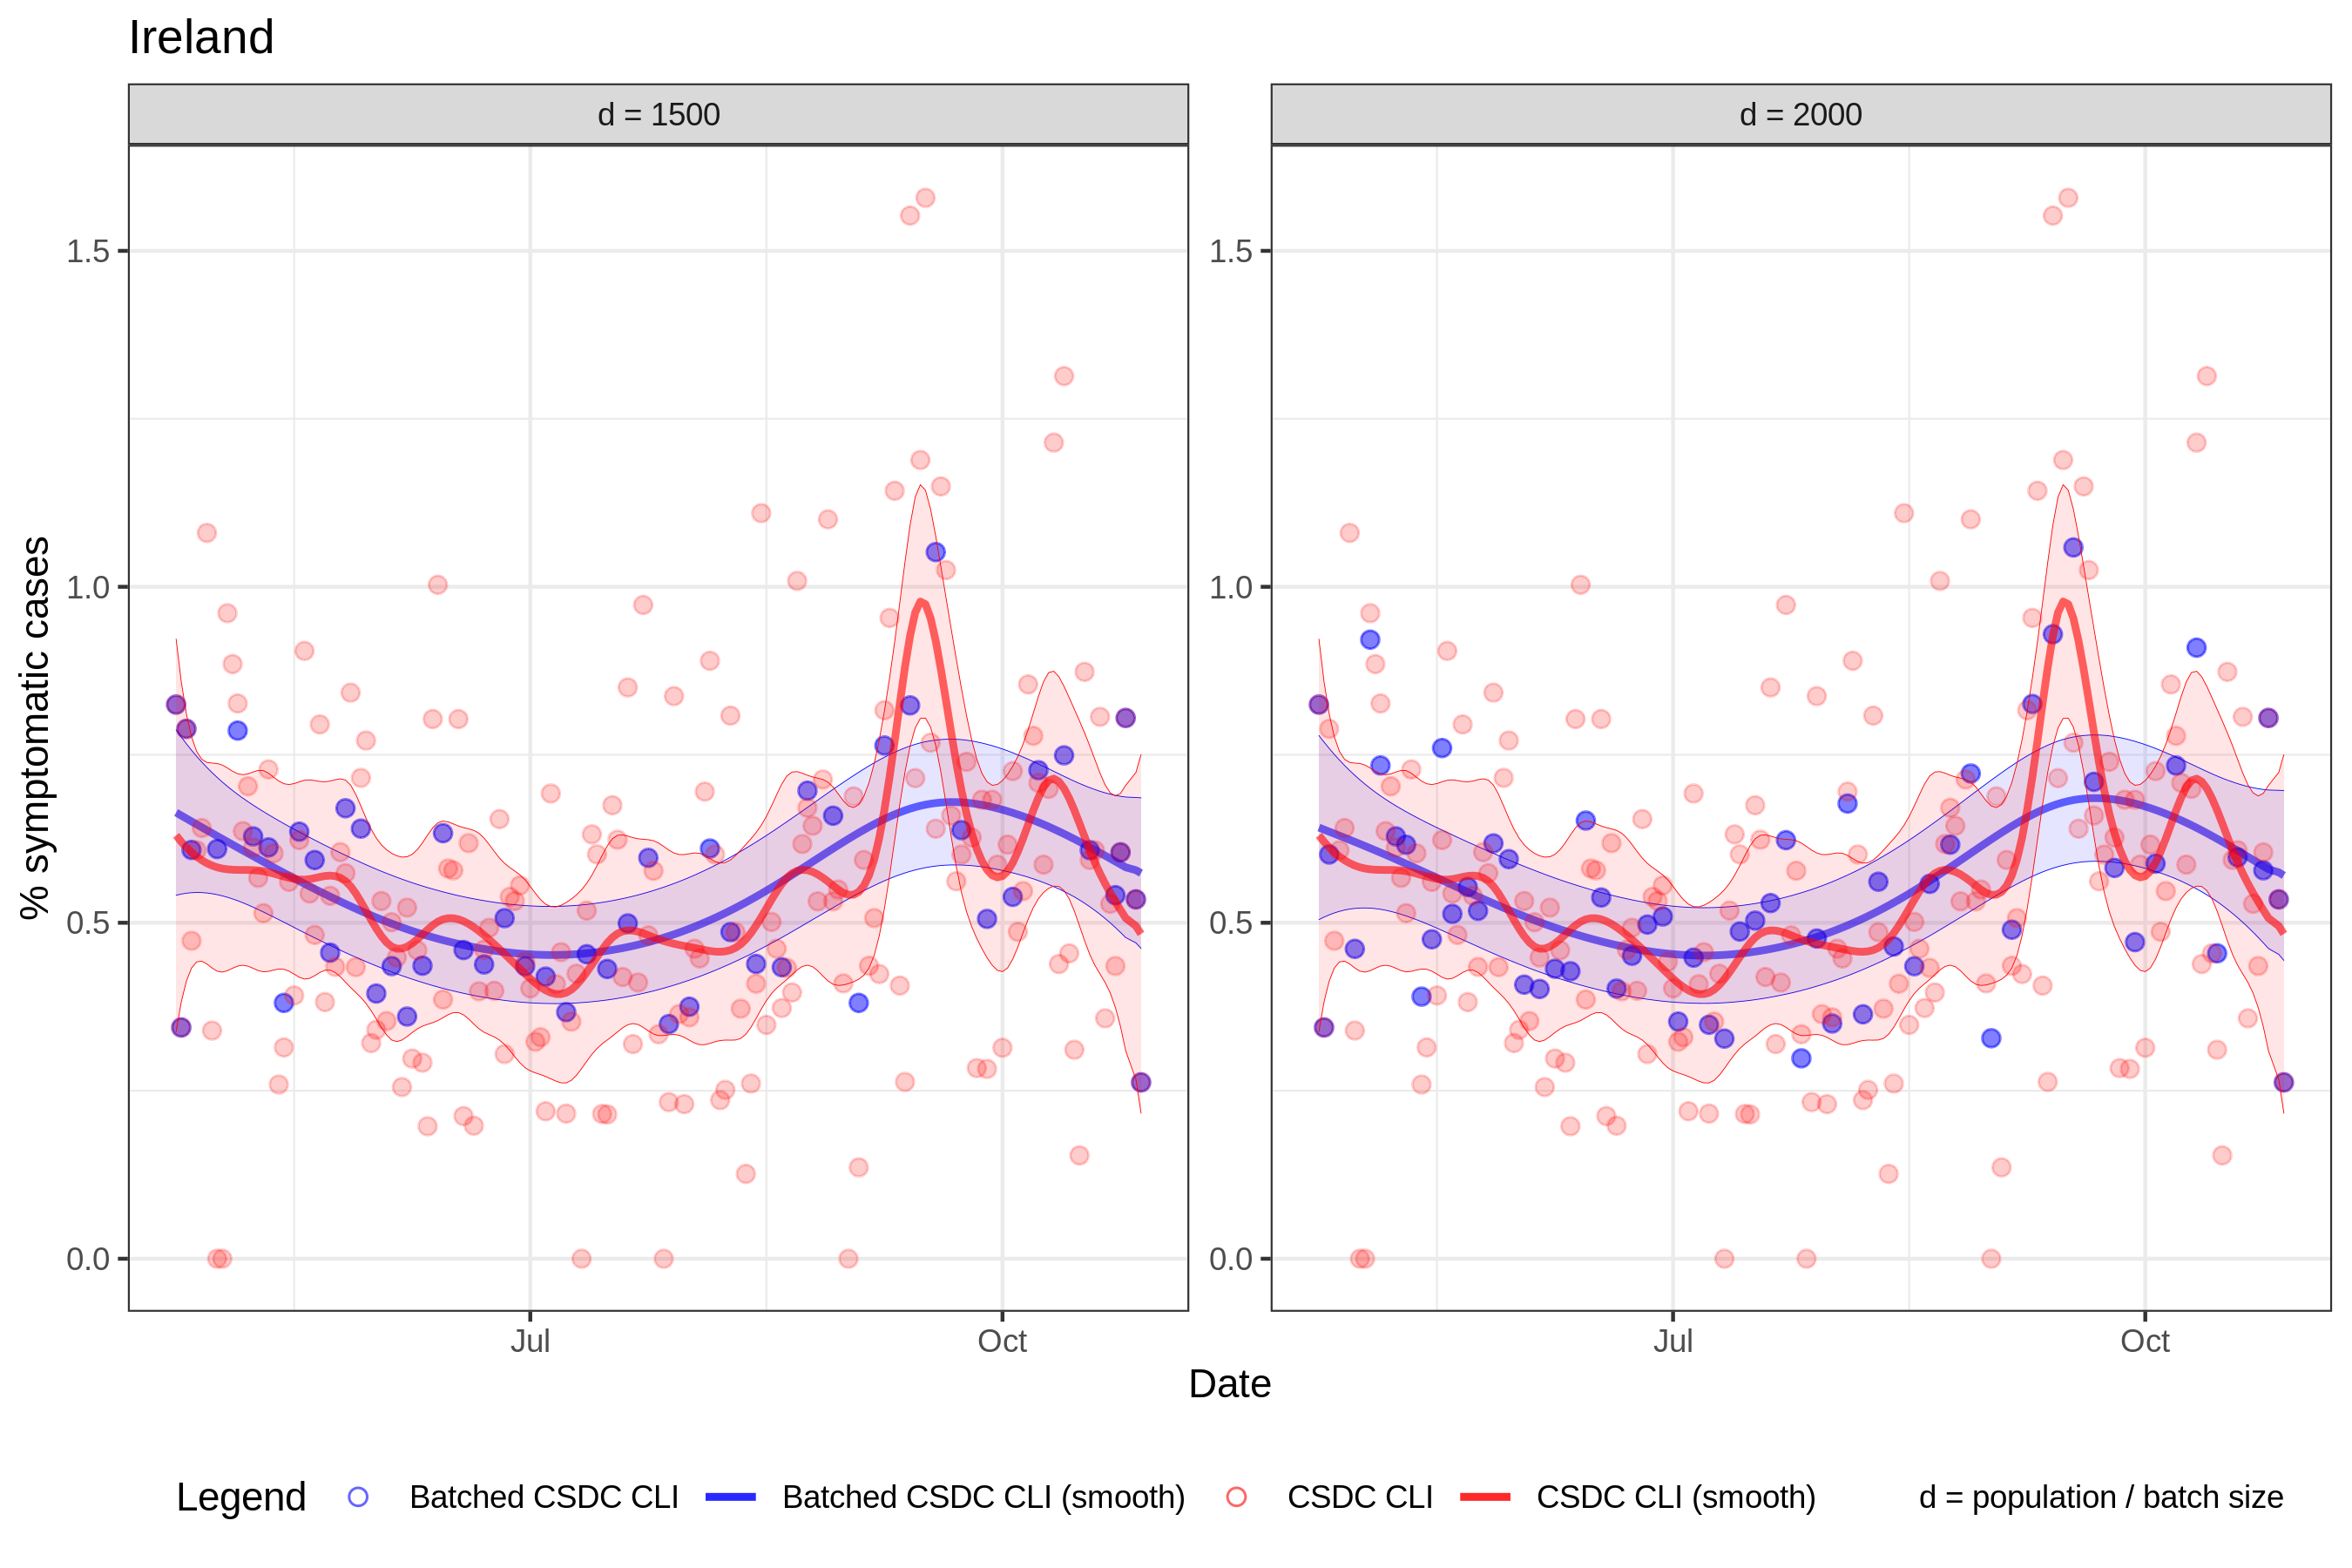 Ireland
d = 1500
d = 2000
% symptomatic cases
1.5
1.0
0.5
0.0
1.5
1.0
0.5
0.0
Jul
Oct
Jul
Oct
Date
Legend
Batched CSDC CLI
Batched CSDC CLI (smooth)
CSDC CLI
CSDC CLI (smooth)
d = population / batch size